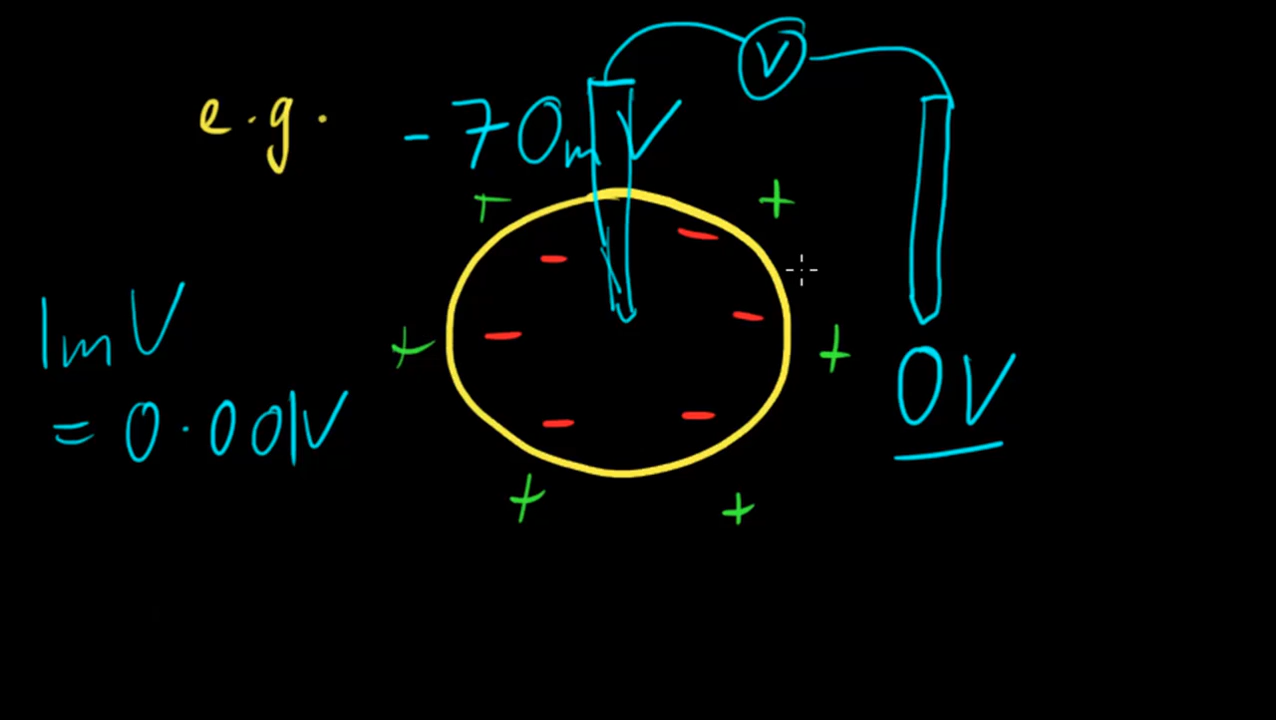 e.g. -70mV
V
1mV
= 0.001V
0V
+ + + + + +
- - - - - -